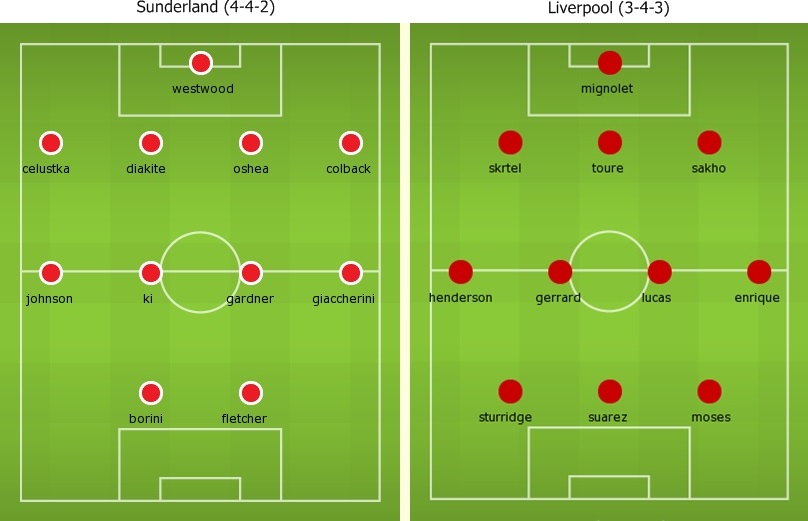 Sunderland (4-4-2)
westwood
celustka diakite oshea colback
johnson ki gardner giaccherini
borini fletcher
Liverpool (3-4-3)
mignolet
skrtel toure sakho
henderson gerrard lucas enrique
sturridge suarez moses